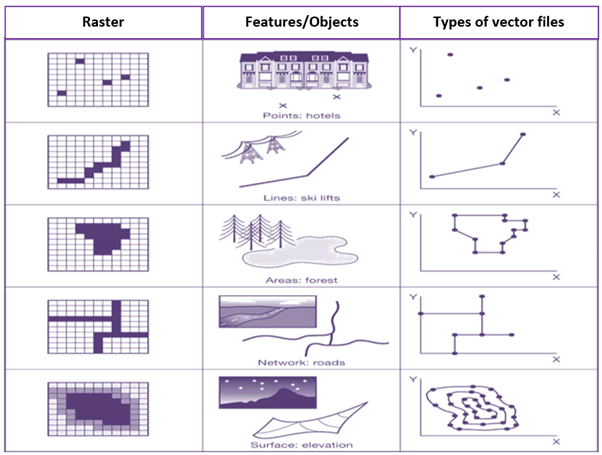 Raster
Features/Objects
Types of vector files
Y
X
Points: hotels
Y
X
Lines: ski lifts
Y
X
Areas: forest
Y
X
Network: roads
Y
X
Surface: elevation